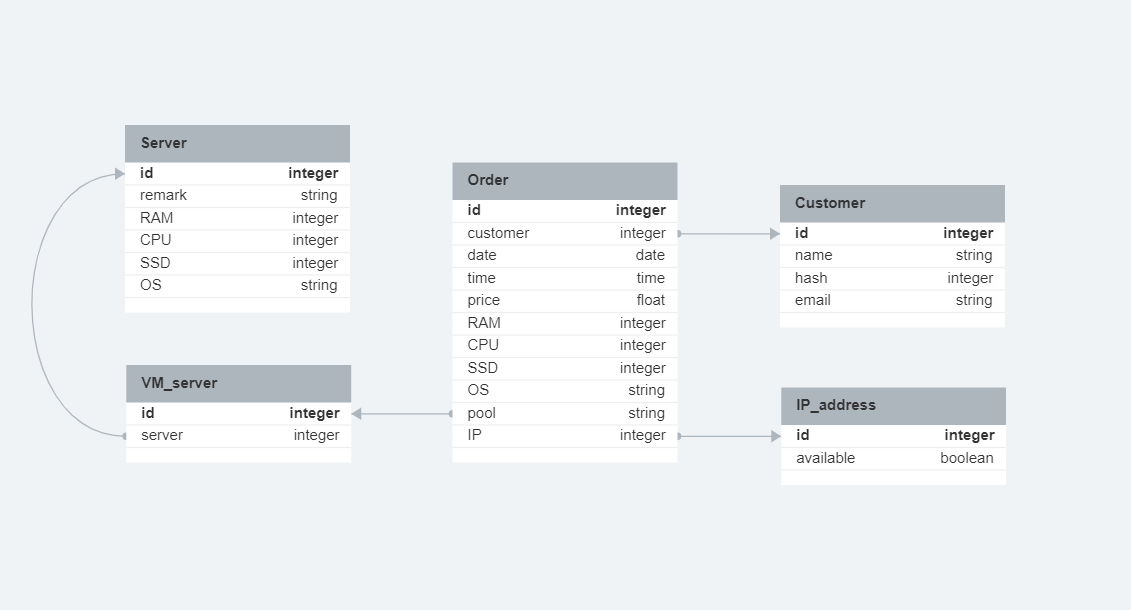 Server
id integer
remark string
RAM integer
CPU integer
SSD integer
OS string
VM_server
id integer
server integer
Order
id integer
customer integer
date date
time time
price float
RAM integer
CPU integer
SSD integer
OS string
pool string
IP integer
Customer
id integer
name string
hash integer
email string
IP_address
id integer
available boolean